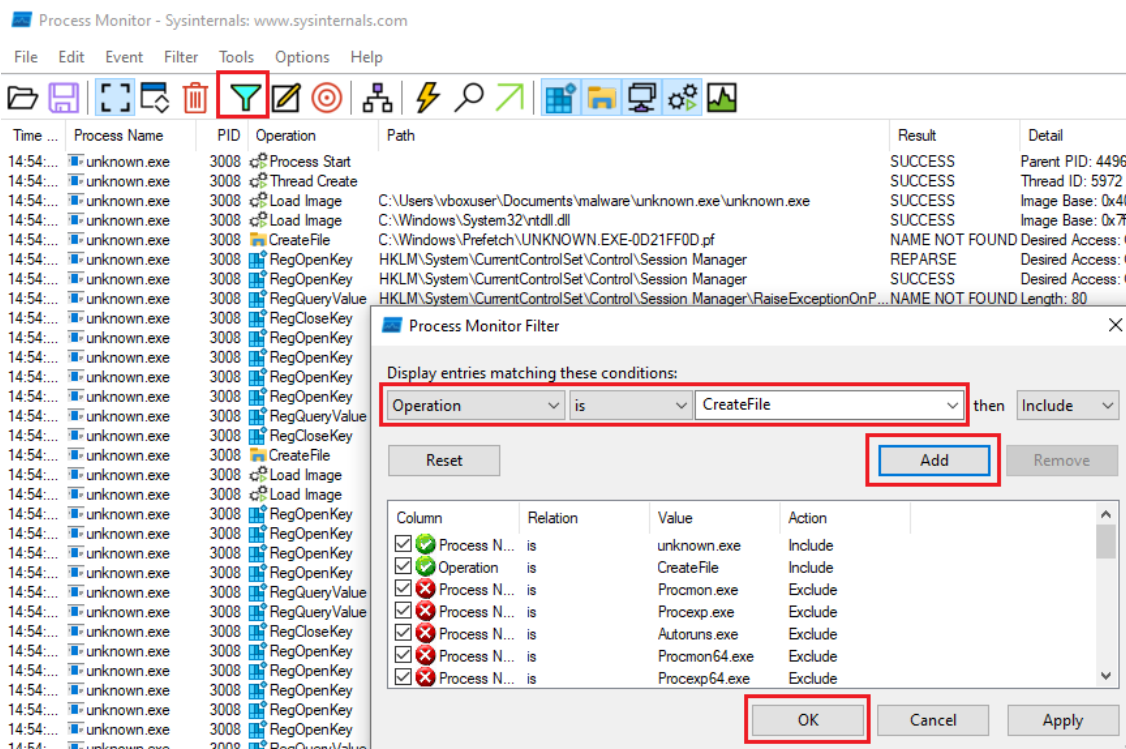 Process Monitor - Sysinternals: www.sysinternals.com
File Edit Event Filter Tools Options Help
Time ... Process Name PID Operation Path Result Detail
14:54:... unknown.exe 3008 Process Start SUCCESS Parent PID: 4496
14:54:... unknown.exe 3008 Thread Create SUCCESS Thread ID: 5972
14:54:... unknown.exe 3008 Load Image C:\Users\vboxuser\Documents\malware\unknown.exe\unknown.exe SUCCESS Image Base: 0x40
14:54:... unknown.exe 3008 Load Image C:\Windows\System32\ntdll.dll SUCCESS Image Base: 0x7f
14:54:... unknown.exe 3008 CreateFile C:\Windows\Prefetch\UNKNOWN.EXE-0D21FF0D.pf NAME NOT FOUND Desired Access:
14:54:... unknown.exe 3008 RegOpenKey HKLM\System\CurrentControlSet\Control\Session Manager REPARSE Desired Access:
14:54:... unknown.exe 3008 RegOpenKey HKLM\System\CurrentControlSet\Control\Session Manager SUCCESS Desired Access:
14:54:... unknown.exe 3008 RegQueryValue HKLM\System\CurrentControlSet\Control\Session Manager\RaiseExceptionOnP... NAME NOT FOUND Length: 80
14:54:... unknown.exe 3008 RegCloseKey
14:54:... unknown.exe 3008 RegOpenKey
14:54:... unknown.exe 3008 RegOpenKey
14:54:... unknown.exe 3008 RegOpenKey
14:54:... unknown.exe 3008 RegOpenKey
14:54:... unknown.exe 3008 RegQueryValue
14:54:... unknown.exe 3008 RegCloseKey
14:54:... unknown.exe 3008 CreateFile
14:54:... unknown.exe 3008 Load Image
14:54:... unknown.exe 3008 Load Image
14:54:... unknown.exe 3008 RegOpenKey
14:54:... unknown.exe 3008 RegOpenKey
14:54:... unknown.exe 3008 RegOpenKey
14:54:... unknown.exe 3008 RegOpenKey
14:54:... unknown.exe 3008 RegQueryValue
14:54:... unknown.exe 3008 RegQueryValue
14:54:... unknown.exe 3008 RegCloseKey
14:54:... unknown.exe 3008 RegOpenKey
14:54:... unknown.exe 3008 RegOpenKey
14:54:... unknown.exe 3008 RegOpenKey
14:54:... unknown.exe 3008 RegOpenKey
14:54:... unknown.exe 3008 RegOpenKey
14:54:... unknown.exe 3008 RegQueryValue
Process Monitor Filter
Display entries matching these conditions:
Operation is CreateFile then Include
Reset Add Remove
Column Relation Value Action
Process N... is unknown.exe Include
Operation is CreateFile Include
Process N... is Procmon.exe Exclude
Process N... is Procexp.exe Exclude
Process N... is Autoruns.exe Exclude
Process N... is Procmon64.exe Exclude
Process N... is Procexp64.exe Exclude
OK Cancel Apply